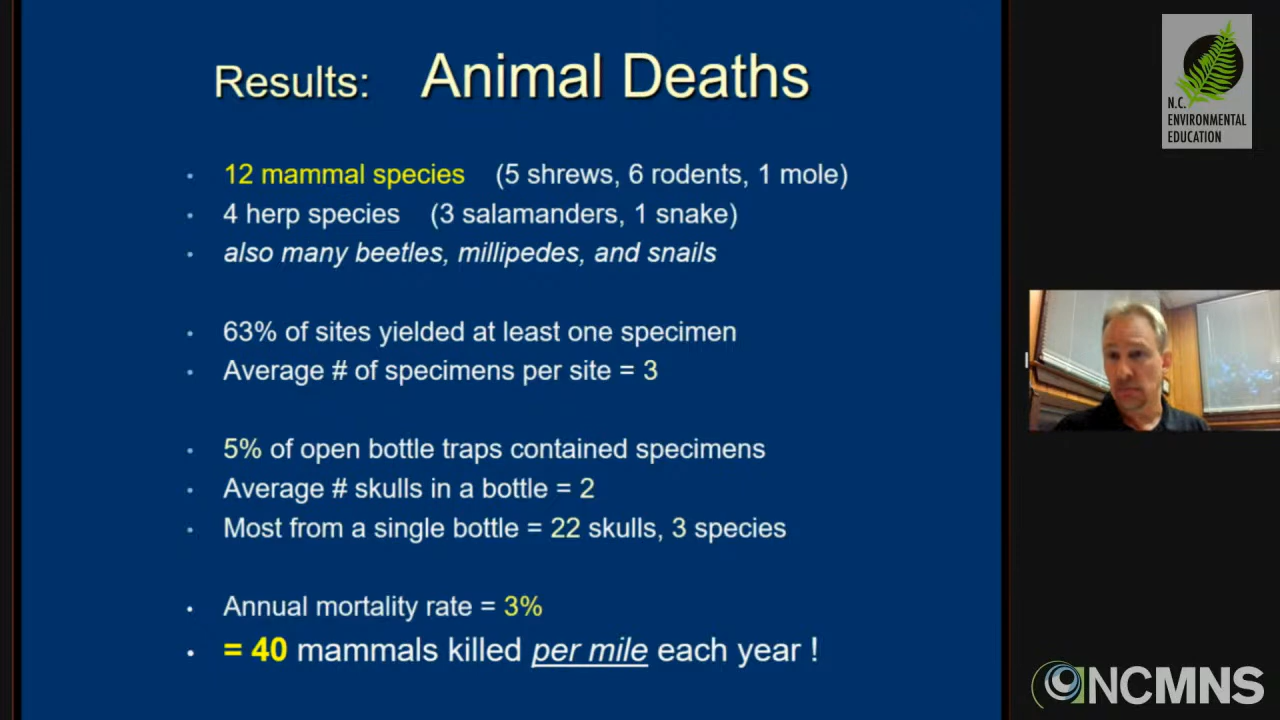 Results: Animal Deaths
12 mammal species (5 shrews, 6 rodents, 1 mole)
4 herp species (3 salamanders, 1 snake)
also many beetles, millipedes, and snails
63% of sites yielded at least one specimen
Average # of specimens per site = 3
5% of open bottle traps contained specimens
Average # skulls in a bottle = 2
Most from a single bottle = 22 skulls, 3 species
Annual mortality rate = 3%
= 40 mammals killed per mile each year !
N.C.
ENVIRONMENTAL
EDUCATION
NCMNS